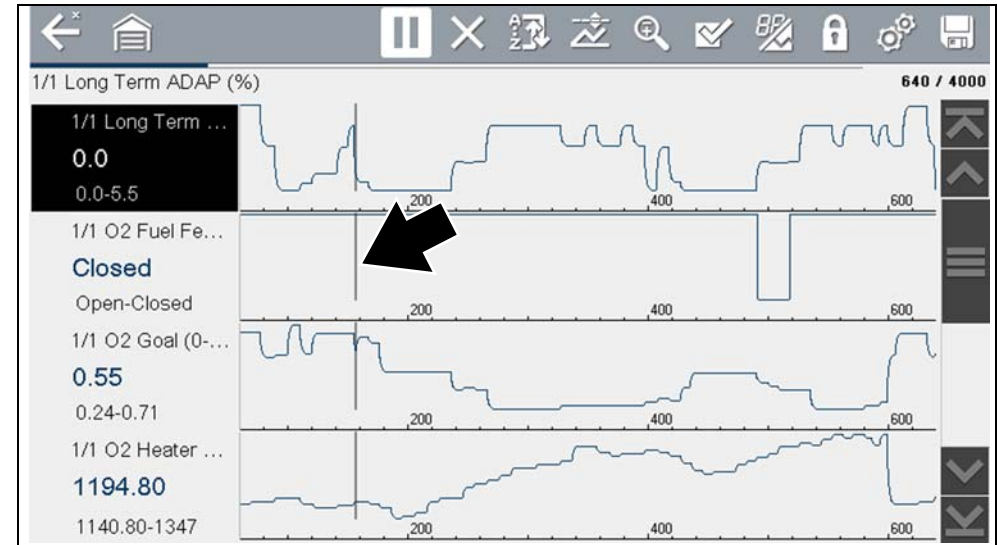 1/1 Long Term ADAP (%)
640 / 4000
1/1 Long Term ...
0.0
0.0-5.5
200
400
600
1/1 O2 Fuel Fe...
Closed
Open-Closed
200
400
600
1/1 O2 Goal (0-...
0.55
0.24-0.71
200
400
600
1/1 O2 Heater ...
1194.80
1140.80-1347
200
400
600